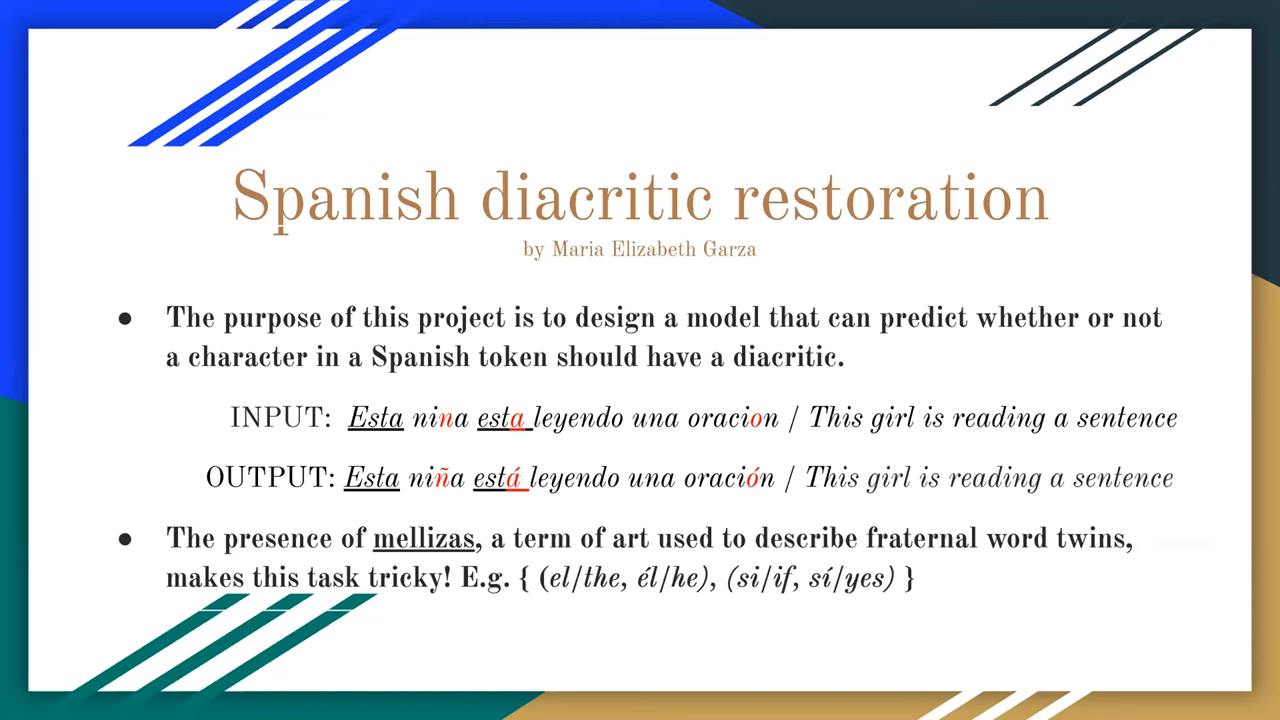 Spanish diacritic restoration
by Maria Elizabeth Garza
● The purpose of this project is to design a model that can predict whether or not
a character in a Spanish token should have a diacritic.
INPUT: Esta nina esta leyendo una oracion / This girl is reading a sentence
OUTPUT: Esta niña está leyendo una oración / This girl is reading a sentence
● The presence of mellizas, a term of art used to describe fraternal word twins,
makes this task tricky! E.g. { (el/the, él/he), (si/if, sí/yes) }